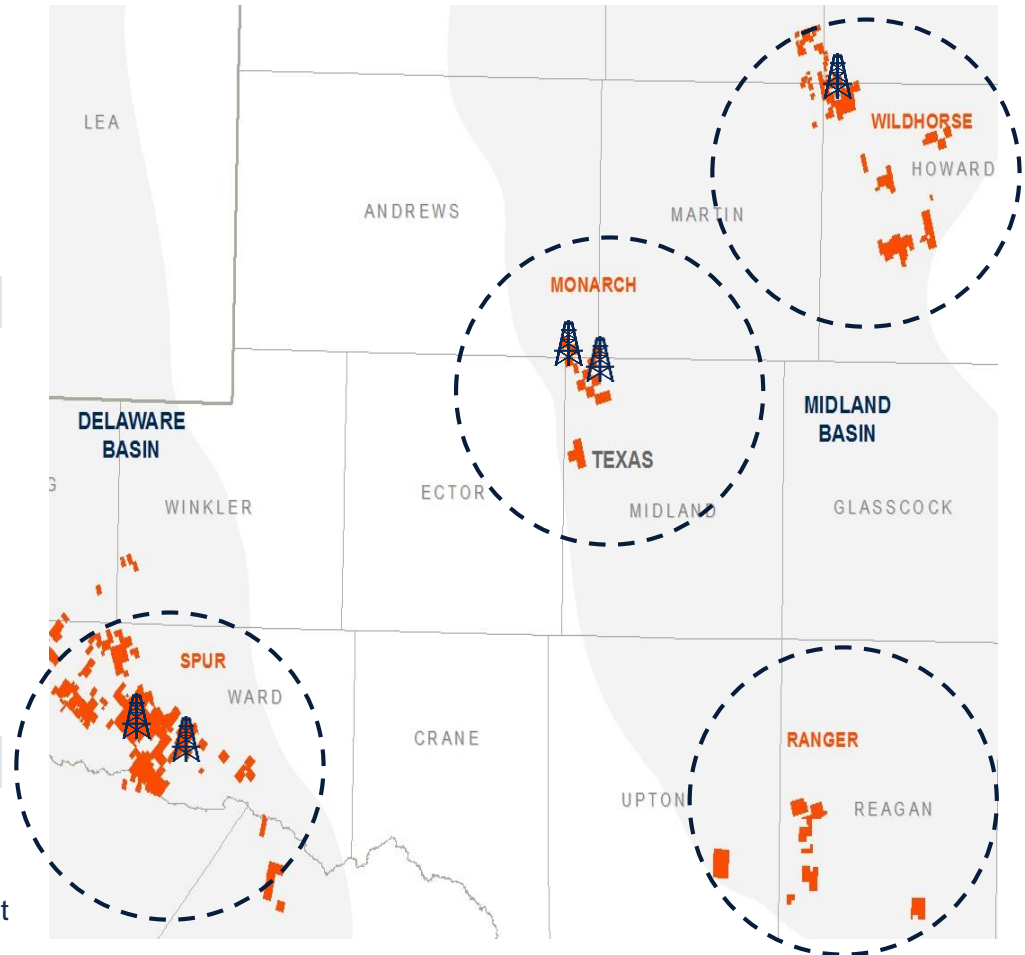 LEA
WILDHORSE
HOWARD
ANDREWS
MARTIN
MONARCH
DELAWARE
BASIN
MIDLAND
BASIN
TEXAS
WINKLER
ECTOR
MIDLAND
GLASSCOCK
SPUR
WARD
CRANE
RANGER
UPTON
REAGAN
t